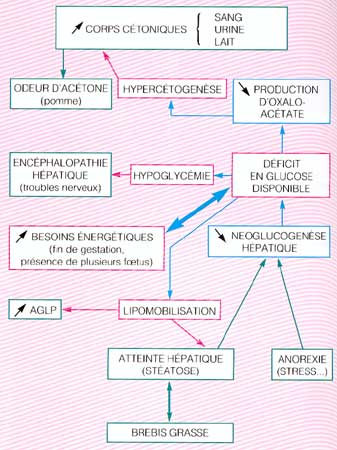 CORPS CÉTONIQUES
SANG
URINE
LAIT
ODEUR D'ACÉTONE
(pomme)
HYPERCÉTOGENÈSE
PRODUCTION
D'OXALO-
ACÉTATE
ENCÉPHALOPATHIE
HÉPATIQUE
(troubles nerveux)
HYPOGLYCÉMIE
DÉFICIT
EN GLUCOSE
DISPONIBLE
BESOINS ÉNERGÉTIQUES
(fin de gestation,
présence de plusieurs fœtus)
NEOGLUCOGENÈSE
HÉPATIQUE
AGLP
LIPOMOBILISATION
ATTEINTE HÉPATIQUE
(STÉATOSE)
ANOREXIE
(STRESS...)
BREBIS GRASSE